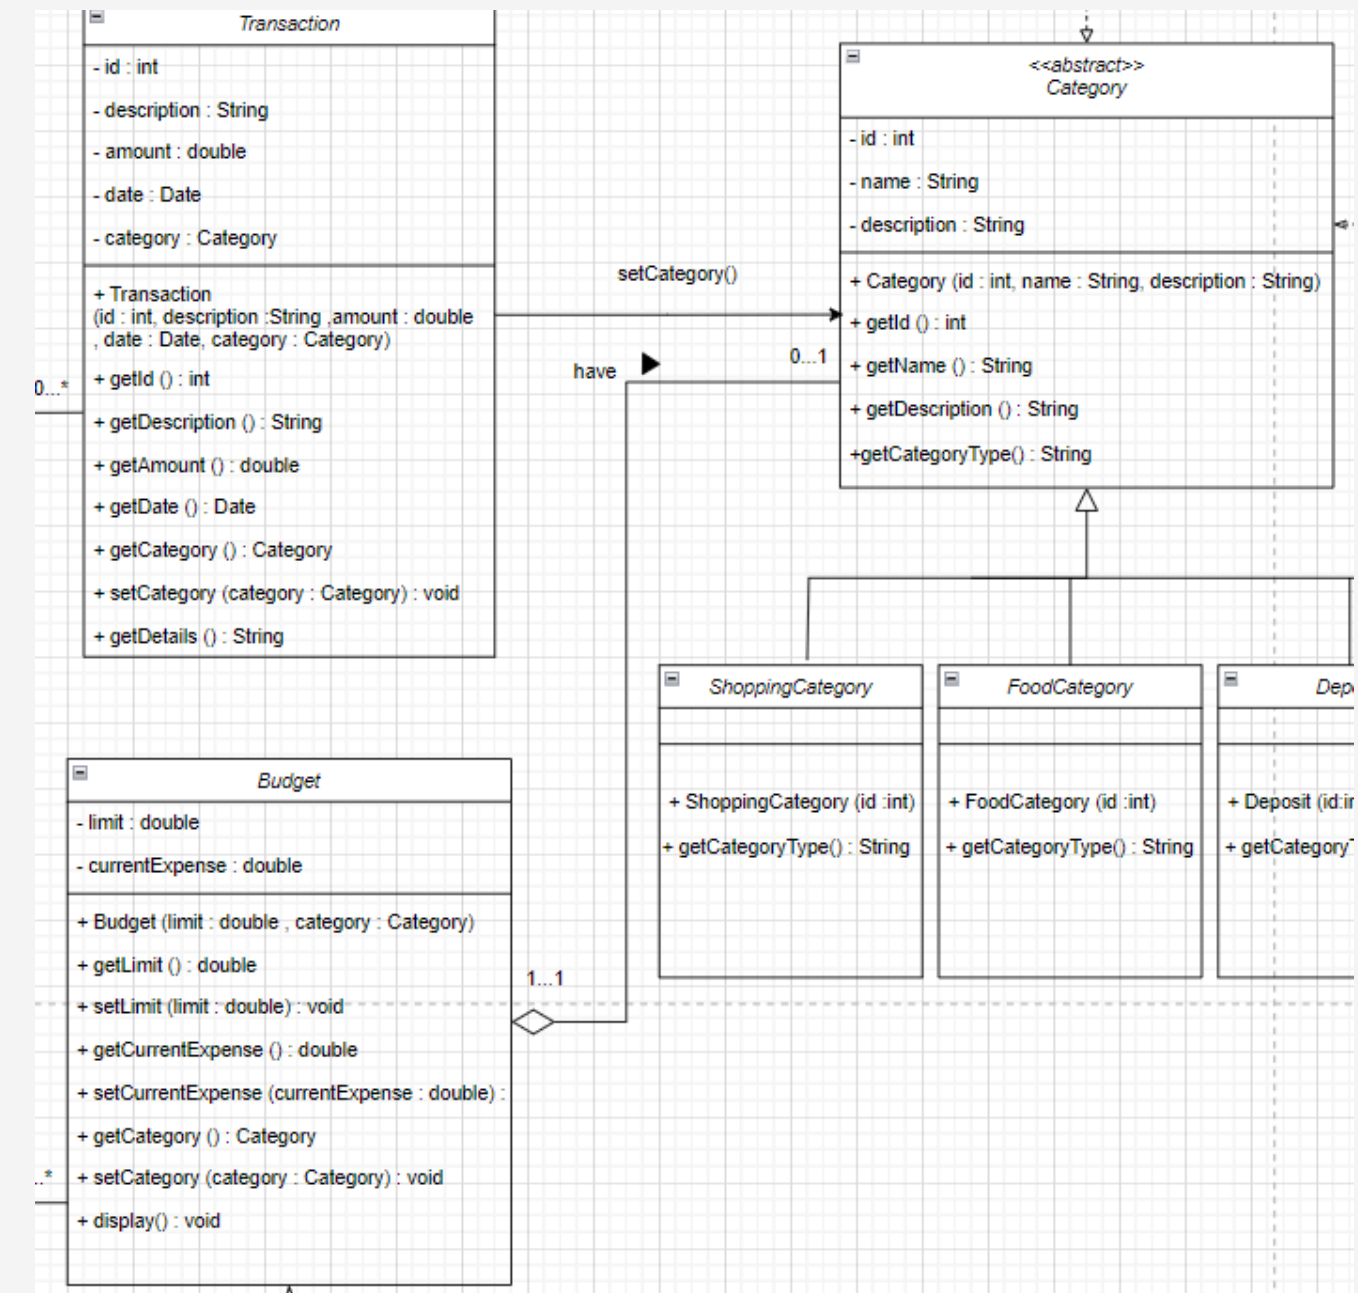 Transaction
- id : int
- description : String
- amount : double
- date : Date
- category : Category
+ Transaction
(id : int, description :String ,amount : double
, date : Date, category : Category)
+ getId () : int
+ getDescription () : String
+ getAmount () : double
+ getDate () : Date
+ getCategory () : Category
+ setCategory (category : Category) : void
+ getDetails () : String
0...*
setCategory()
have
0...1
<<abstract>>
Category
- id : int
- name : String
- description : String
+ Category (id : int, name : String, description : String)
+ getId () : int
+ getName () : String
+ getDescription () : String
+getCategoryType() : String
ShoppingCategory
+ ShoppingCategory (id :int)
+ getCategoryType() : String
FoodCategory
+ FoodCategory (id :int)
+ getCategoryType() : String
+ Deposit
Budget
- limit : double
- currentExpense : double
+ Budget (limit : double , category : Category)
+ getLimit () : double
+ setLimit (limit : double) : void
+ getCurrentExpense () : double
+ setCurrentExpense (currentExpense : double) :
+ getCategory () : Category
+ setCategory (category : Category) : void
+ display() : void
1...1
..*